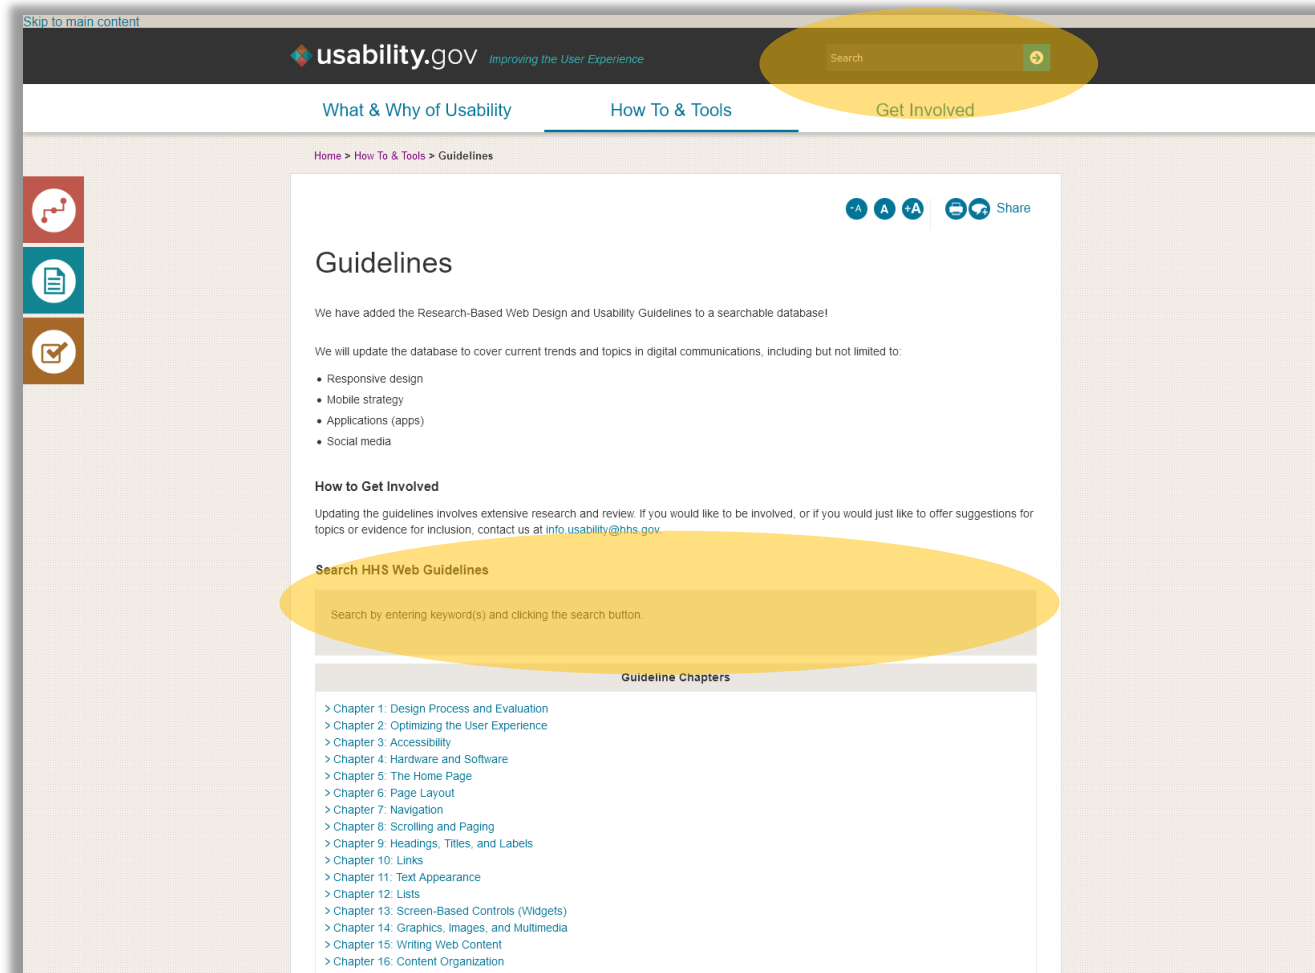 Skip to main content
usability.gov Improving the User Experience
Search
What & Why of Usability How To & Tools Get Involved
Home > How To & Tools > Guidelines
-A A +A Share
Guidelines
We have added the Research-Based Web Design and Usability Guidelines to a searchable database!
We will update the database to cover current trends and topics in digital communications, including but not limited to:
• Responsive design
• Mobile strategy
• Applications (apps)
• Social media
How to Get Involved
Updating the guidelines involves extensive research and review. If you would like to be involved, or if you would just like to offer suggestions for
topics or evidence for inclusion, contact us at info.usability@hhs.gov.
Search HHS Web Guidelines
Search by entering keyword(s) and clicking the search button.
Guideline Chapters
> Chapter 1: Design Process and Evaluation
> Chapter 2: Optimizing the User Experience
> Chapter 3: Accessibility
> Chapter 4: Hardware and Software
> Chapter 5: The Home Page
> Chapter 6: Page Layout
> Chapter 7: Navigation
> Chapter 8: Scrolling and Paging
> Chapter 9: Headings, Titles, and Labels
> Chapter 10: Links
> Chapter 11: Text Appearance
> Chapter 12: Lists
> Chapter 13: Screen-Based Controls (Widgets)
> Chapter 14: Graphics, Images, and Multimedia
> Chapter 15: Writing Web Content
> Chapter 16: Content Organization